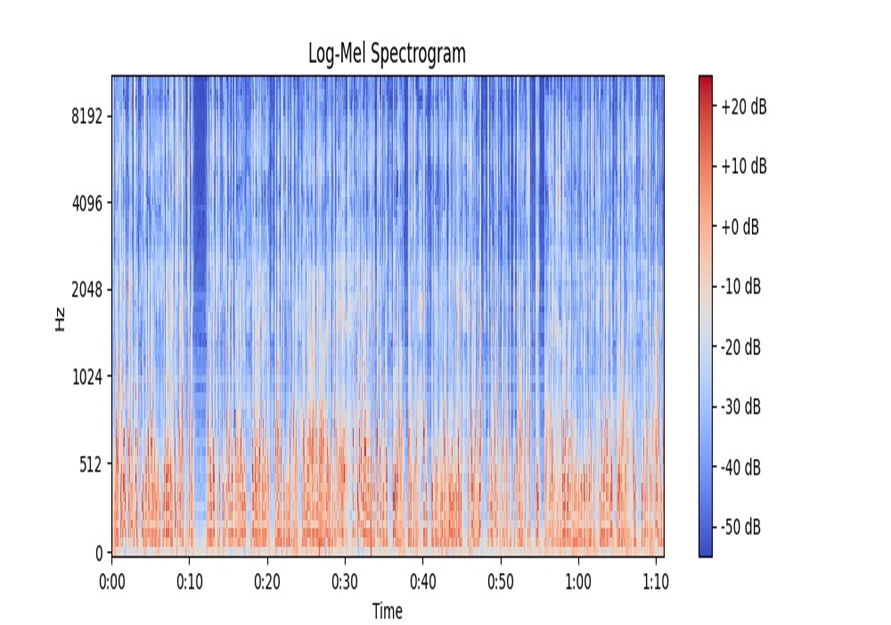 Log-Mel Spectrogram
Hz
8192
4096
2048
1024
512
0
0:00 0:10 0:20 0:30 0:40 0:50 1:00 1:10
Time
+20 dB
+10 dB
+0 dB
-10 dB
-20 dB
-30 dB
-40 dB
-50 dB